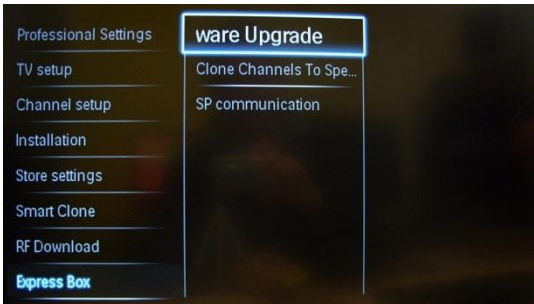 Professional Settings
TV setup
Channel setup
Installation
Store settings
Smart Clone
RF Download
Express Box
ware Upgrade
Clone Channels To Spe...
SP communication